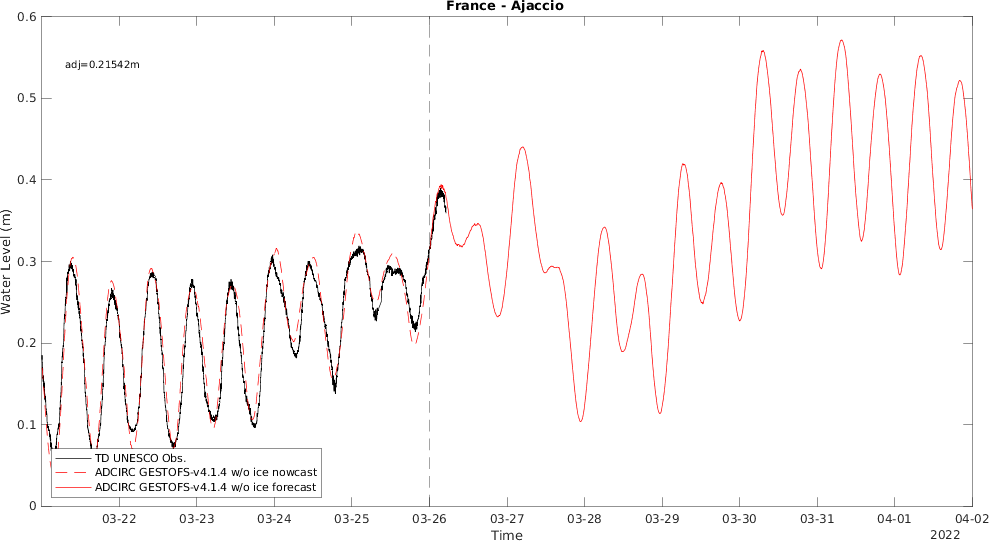 France - Ajaccio
adj=0.21542m
Water Level (m)
0.6
0.5
0.4
0.3
0.2
0.1
0
TD UNESCO Obs.
ADCIRC GESTOFS-v4.1.4 w/o ice nowcast
ADCIRC GESTOFS-v4.1.4 w/o ice forecast
03-22 03-23 03-24 03-25 03-26 03-27 03-28 03-29 03-30 03-31 04-01 04-02
Time
2022